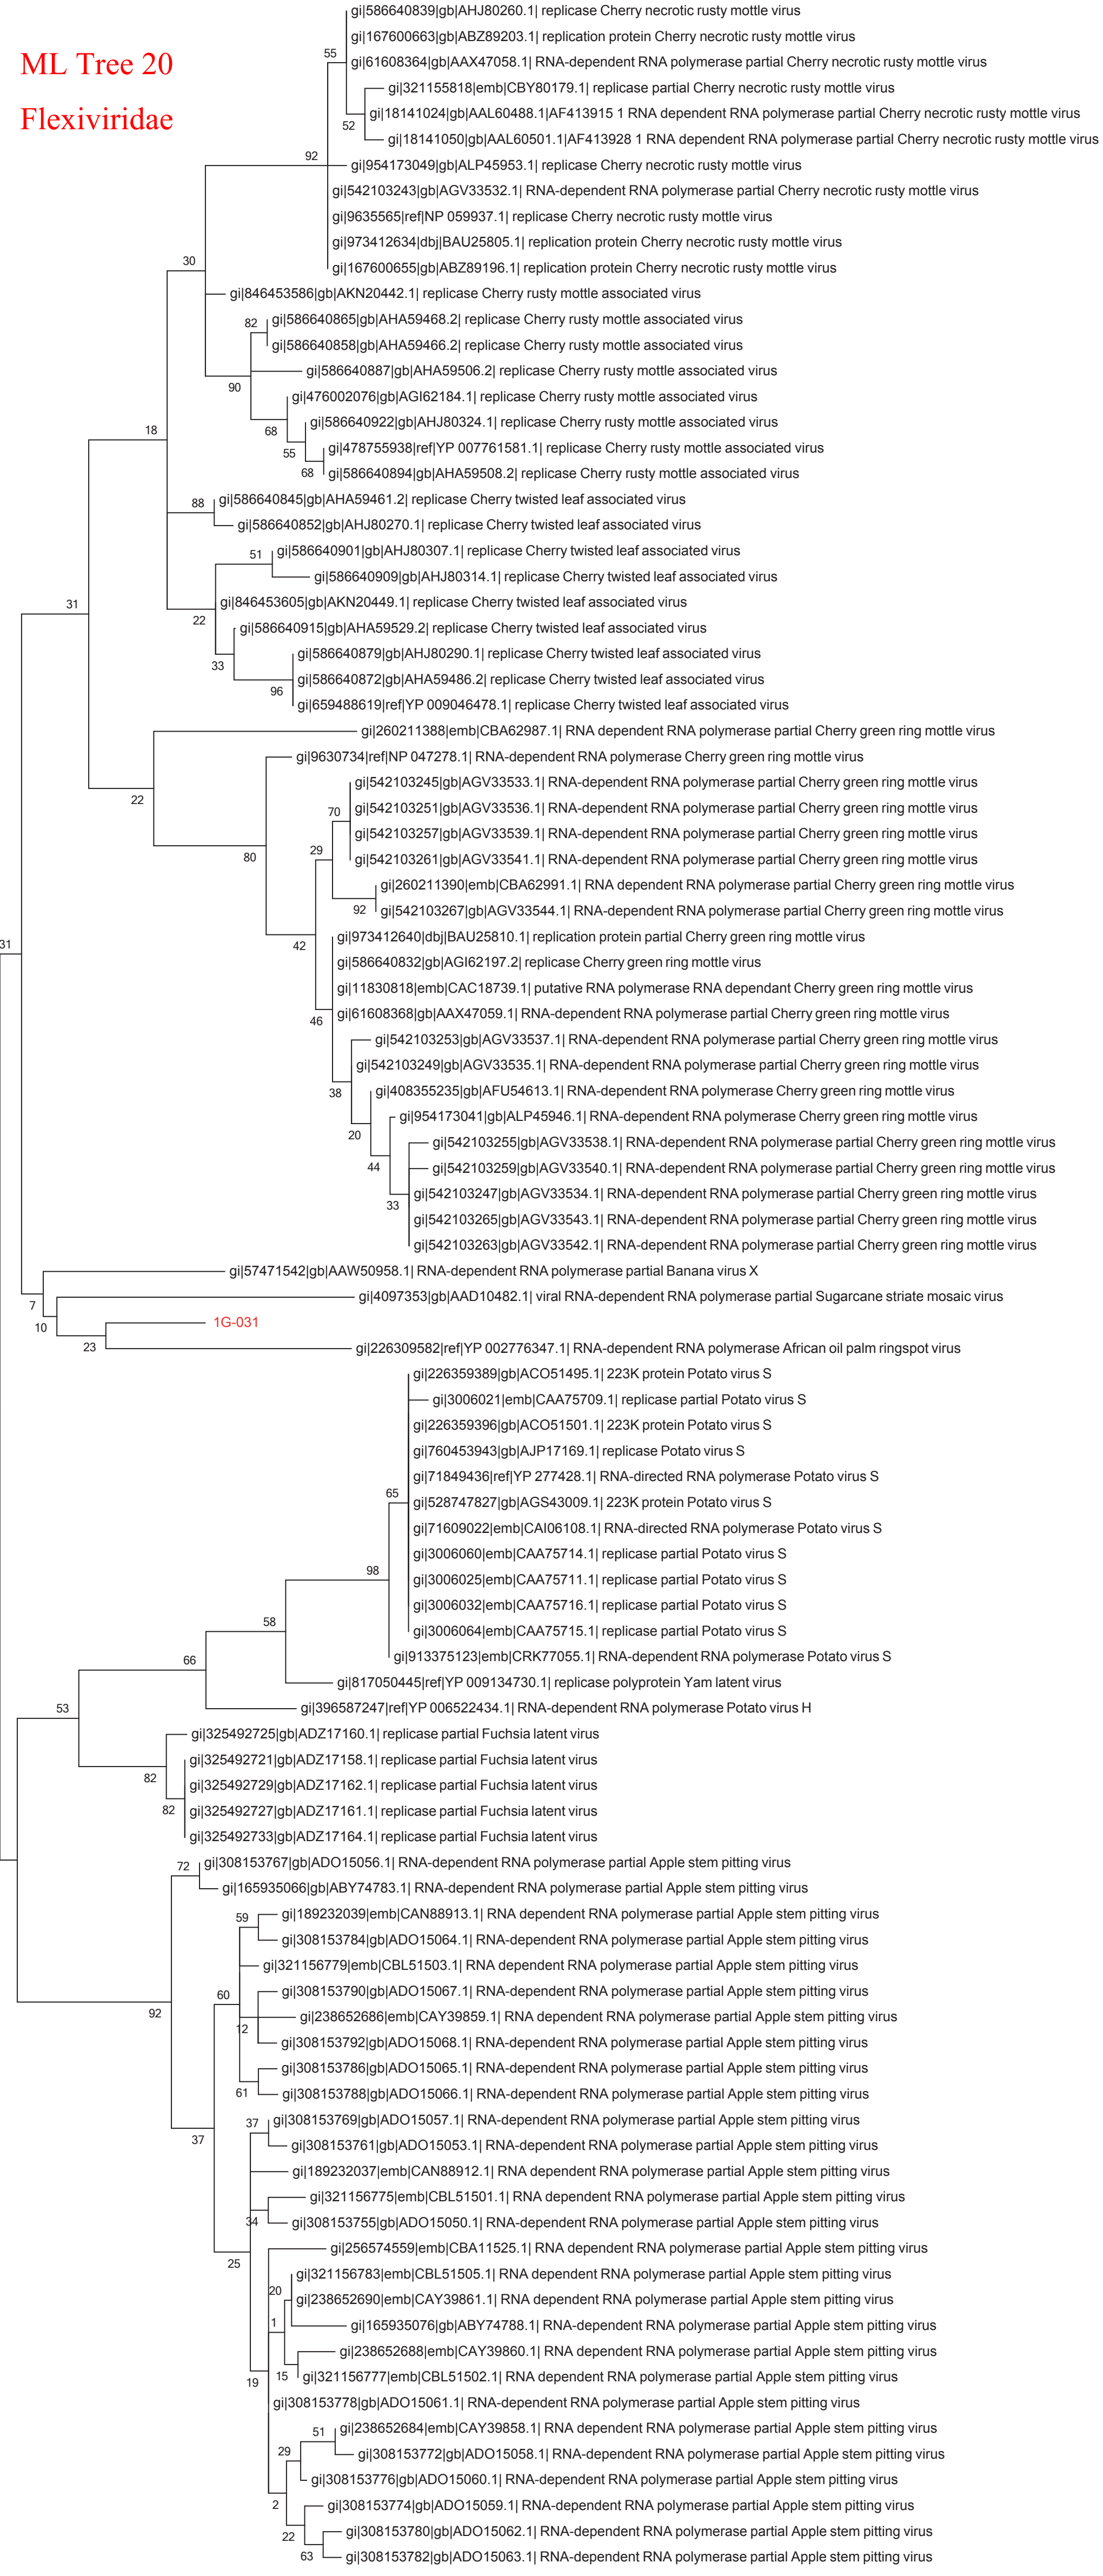 ML Tree 20
Flexiviridae
gi|586640839|gb|AHJ80260.1| replicase Cherry necrotic rusty mottle virus
gi|167600663|gb|ABZ89203.1| replication protein Cherry necrotic rusty mottle virus
55
gi|61608364|gb|AAX47058.1| RNA-dependent RNA polymerase partial Cherry necrotic rusty mottle virus
gi|321155818|emb|CBY80179.1| replicase partial Cherry necrotic rusty mottle virus
gi|18141024|gb|AAL60488.1|AF413915 1 RNA dependent RNA polymerase partial Cherry necrotic rusty mottle virus
52
gi|18141050|gb|AAL60501.1|AF413928 1 RNA dependent RNA polymerase partial Cherry necrotic rusty mottle virus
92
gi|954173049|gb|ALP45953.1| replicase Cherry necrotic rusty mottle virus
gi|542103243|gb|AGV33532.1| RNA-dependent RNA polymerase partial Cherry necrotic rusty mottle virus
gi|9635565|ref|NP 059937.1| replicase Cherry necrotic rusty mottle virus
gi|973412634|dbj|BAU25805.1| replication protein Cherry necrotic rusty mottle virus
30
gi|167600655|gb|ABZ89196.1| replication protein Cherry necrotic rusty mottle virus
gi|846453586|gb|AKN20442.1| replicase Cherry rusty mottle associated virus
82
gi|586640865|gb|AHA59468.2| replicase Cherry rusty mottle associated virus
gi|586640858|gb|AHA59466.2| replicase Cherry rusty mottle associated virus
gi|586640887|gb|AHA59506.2| replicase Cherry rusty mottle associated virus
90
gi|476002076|gb|AGI62184.1| replicase Cherry rusty mottle associated virus
68
gi|586640922|gb|AHJ80324.1| replicase Cherry rusty mottle associated virus
18
55
gi|478755938|ref|YP 007761581.1| replicase Cherry rusty mottle associated virus
68
gi|586640894|gb|AHA59508.2| replicase Cherry rusty mottle associated virus
88
gi|586640845|gb|AHA59461.2| replicase Cherry twisted leaf associated virus
gi|586640852|gb|AHJ80270.1| replicase Cherry twisted leaf associated virus
51
gi|586640901|gb|AHJ80307.1| replicase Cherry twisted leaf associated virus
gi|586640909|gb|AHJ80314.1| replicase Cherry twisted leaf associated virus
31
gi|846453605|gb|AKN20449.1| replicase Cherry twisted leaf associated virus
22
gi|586640915|gb|AHA59529.2| replicase Cherry twisted leaf associated virus
33
gi|586640879|gb|AHJ80290.1| replicase Cherry twisted leaf associated virus
gi|586640872|gb|AHA59486.2| replicase Cherry twisted leaf associated virus
96
gi|659488619|ref|YP 009046478.1| replicase Cherry twisted leaf associated virus
gi|260211388|emb|CBA62987.1| RNA dependent RNA polymerase partial Cherry green ring mottle virus
gi|9630734|ref|NP 047278.1| RNA-dependent RNA polymerase Cherry green ring mottle virus
gi|542103245|gb|AGV33533.1| RNA-dependent RNA polymerase partial Cherry green ring mottle virus
22
gi|542103251|gb|AGV33536.1| RNA-dependent RNA polymerase partial Cherry green ring mottle virus
70
gi|542103257|gb|AGV33539.1| RNA-dependent RNA polymerase partial Cherry green ring mottle virus
29
80
gi|542103261|gb|AGV33541.1| RNA-dependent RNA polymerase partial Cherry green ring mottle virus
gi|260211390|emb|CBA62991.1| RNA dependent RNA polymerase partial Cherry green ring mottle virus
92
gi|542103267|gb|AGV33544.1| RNA-dependent RNA polymerase partial Cherry green ring mottle virus
31
42
gi|973412640|dbj|BAU25810.1| replication protein partial Cherry green ring mottle virus
gi|586640832|gb|AGI62197.2| replicase Cherry green ring mottle virus
gi|11830818|emb|CAC18739.1| putative RNA polymerase RNA dependant Cherry green ring mottle virus
46
gi|61608368|gb|AAX47059.1| RNA-dependent RNA polymerase partial Cherry green ring mottle virus
gi|542103253|gb|AGV33537.1| RNA-dependent RNA polymerase partial Cherry green ring mottle virus
gi|542103249|gb|AGV33535.1| RNA-dependent RNA polymerase partial Cherry green ring mottle virus
38
gi|408355235|gb|AFU54613.1| RNA-dependent RNA polymerase Cherry green ring mottle virus
gi|954173041|gb|ALP45946.1| RNA-dependent RNA polymerase Cherry green ring mottle virus
20
gi|542103255|gb|AGV33538.1| RNA-dependent RNA polymerase partial Cherry green ring mottle virus
44
gi|542103259|gb|AGV33540.1| RNA-dependent RNA polymerase partial Cherry green ring mottle virus
gi|542103247|gb|AGV33534.1| RNA-dependent RNA polymerase partial Cherry green ring mottle virus
33
gi|542103265|gb|AGV33543.1| RNA-dependent RNA polymerase partial Cherry green ring mottle virus
gi|542103263|gb|AGV33542.1| RNA-dependent RNA polymerase partial Cherry green ring mottle virus
gi|57471542|gb|AAW50958.1| RNA-dependent RNA polymerase partial Banana virus X
7
gi|4097353|gb|AAD10482.1| viral RNA-dependent RNA polymerase partial Sugarcane striate mosaic virus
10
1G-031
23
gi|226309582|ref|YP 002776347.1| RNA-dependent RNA polymerase African oil palm ringspot virus
gi|226359389|gb|ACO51495.1| 223K protein Potato virus S
gi|3006021|emb|CAA75709.1| replicase partial Potato virus S
gi|226359396|gb|ACO51501.1| 223K protein Potato virus S
gi|760453943|gb|AJP17169.1| replicase Potato virus S
gi|71849436|ref|YP 277428.1| RNA-directed RNA polymerase Potato virus S
65
gi|528747827|gb|AGS43009.1| 223K protein Potato virus S
gi|71609022|emb|CAI06108.1| RNA-directed RNA polymerase Potato virus S
gi|3006060|emb|CAA75714.1| replicase partial Potato virus S
98
gi|3006025|emb|CAA75711.1| replicase partial Potato virus S
gi|3006032|emb|CAA75716.1| replicase partial Potato virus S
58
gi|3006064|emb|CAA75715.1| replicase partial Potato virus S
gi|913375123|emb|CRK77055.1| RNA-dependent RNA polymerase Potato virus S
66
gi|817050445|ref|YP 009134730.1| replicase polyprotein Yam latent virus
53
gi|396587247|ref|YP 006522434.1| RNA-dependent RNA polymerase Potato virus H
gi|325492725|gb|ADZ17160.1| replicase partial Fuchsia latent virus
gi|325492721|gb|ADZ17158.1| replicase partial Fuchsia latent virus
82
gi|325492729|gb|ADZ17162.1| replicase partial Fuchsia latent virus
82
gi|325492727|gb|ADZ17161.1| replicase partial Fuchsia latent virus
gi|325492733|gb|ADZ17164.1| replicase partial Fuchsia latent virus
72
gi|308153767|gb|ADO15056.1| RNA-dependent RNA polymerase partial Apple stem pitting virus
gi|165935066|gb|ABY74783.1| RNA-dependent RNA polymerase partial Apple stem pitting virus
59
gi|189232039|emb|CAN88913.1| RNA dependent RNA polymerase partial Apple stem pitting virus
gi|308153784|gb|ADO15064.1| RNA-dependent RNA polymerase partial Apple stem pitting virus
gi|321156779|emb|CBL51503.1| RNA dependent RNA polymerase partial Apple stem pitting virus
60
gi|308153790|gb|ADO15067.1| RNA-dependent RNA polymerase partial Apple stem pitting virus
92
gi|238652686|emb|CAY39859.1| RNA dependent RNA polymerase partial Apple stem pitting virus
12
gi|308153792|gb|ADO15068.1| RNA-dependent RNA polymerase partial Apple stem pitting virus
gi|308153786|gb|ADO15065.1| RNA-dependent RNA polymerase partial Apple stem pitting virus
61
gi|308153788|gb|ADO15066.1| RNA-dependent RNA polymerase partial Apple stem pitting virus
37
gi|308153769|gb|ADO15057.1| RNA-dependent RNA polymerase partial Apple stem pitting virus
37
gi|308153761|gb|ADO15053.1| RNA-dependent RNA polymerase partial Apple stem pitting virus
gi|189232037|emb|CAN88912.1| RNA dependent RNA polymerase partial Apple stem pitting virus
gi|321156775|emb|CBL51501.1| RNA dependent RNA polymerase partial Apple stem pitting virus
34
gi|308153755|gb|ADO15050.1| RNA-dependent RNA polymerase partial Apple stem pitting virus
25
gi|256574559|emb|CBA11525.1| RNA dependent RNA polymerase partial Apple stem pitting virus
gi|321156783|emb|CBL51505.1| RNA dependent RNA polymerase partial Apple stem pitting virus
20
gi|238652690|emb|CAY39861.1| RNA dependent RNA polymerase partial Apple stem pitting virus
1
gi|165935076|gb|ABY74788.1| RNA-dependent RNA polymerase partial Apple stem pitting virus
gi|238652688|emb|CAY39860.1| RNA dependent RNA polymerase partial Apple stem pitting virus
15
gi|321156777|emb|CBL51502.1| RNA dependent RNA polymerase partial Apple stem pitting virus
19
gi|308153778|gb|ADO15061.1| RNA-dependent RNA polymerase partial Apple stem pitting virus
51
gi|238652684|emb|CAY39858.1| RNA dependent RNA polymerase partial Apple stem pitting virus
29
gi|308153772|gb|ADO15058.1| RNA-dependent RNA polymerase partial Apple stem pitting virus
gi|308153776|gb|ADO15060.1| RNA-dependent RNA polymerase partial Apple stem pitting virus
2
gi|308153774|gb|ADO15059.1| RNA-dependent RNA polymerase partial Apple stem pitting virus
22
gi|308153780|gb|ADO15062.1| RNA-dependent RNA polymerase partial Apple stem pitting virus
63
gi|308153782|gb|ADO15063.1| RNA-dependent RNA polymerase partial Apple stem pitting virus